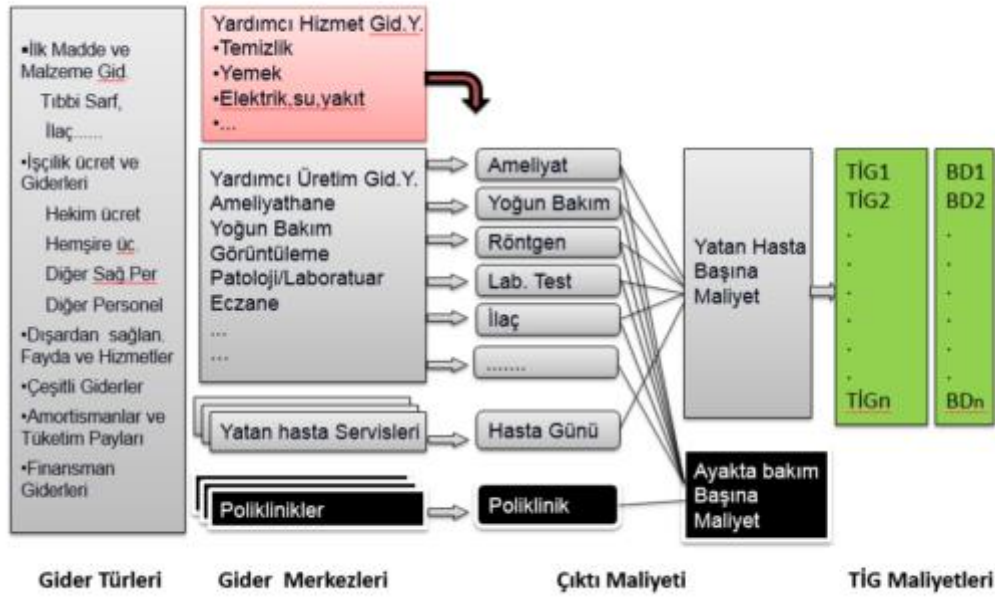 •İlk Madde ve
Malzeme Gid.
Tıbbi Sarf,
İlaç......
•İşçilik ücret ve
Giderleri
Hekim ücret
Hemşire üc.
Diğer Sağ.Per
Diğer Personel
•Dışardan sağlan.
Fayda ve Hizmetler
•Çeşitli Giderler
•Amortismanlar ve
Tüketim Payları
•Finansman
Giderleri
Yardımcı Hizmet Gid.Y.
•Temizlik
•Yemek
•Elektrik,su,yakıt
•...
Yardımcı Üretim Gid.Y.
Ameliyathane
Yoğun Bakım
Görüntüleme
Patoloji/Laboratuar
Eczane
...
...
Yatan hasta Servisleri
Poliklinikler
Ameliyat
Yoğun Bakım
Röntgen
Lab. Test
İlaç
.......
Hasta Günü
Poliklinik
Yatan Hasta
Başına
Maliyet
Ayakta bakım
Başına
Maliyet
TİG1
TİG2
.
.
.
.
.
.
TİGn
BD1
BD2
.
.
.
.
.
.
BDn
Gider Türleri
Gider Merkezleri
Çıktı Maliyeti
TİG Maliyetleri